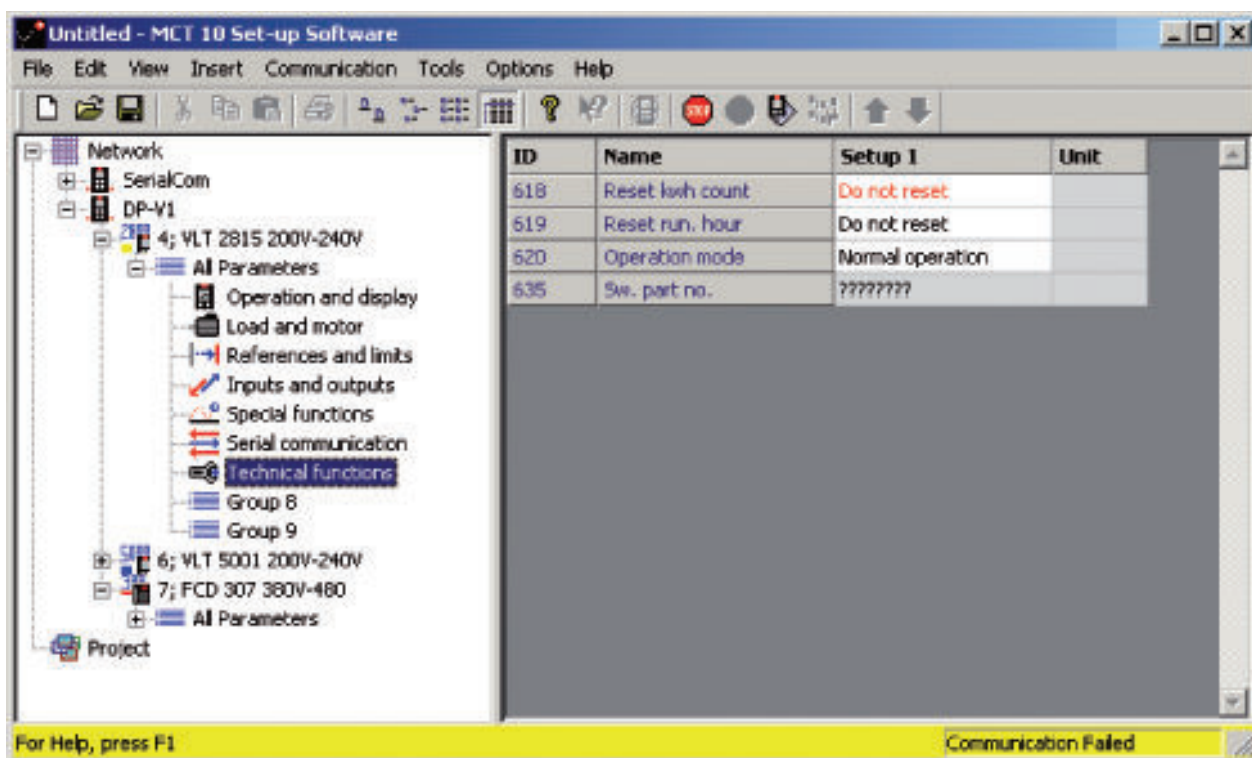 Untitled - MCT 10 Set-up Software
File Edit View Insert Communication Tools Options Help
STOP
Network
SerialCom
DP-V1
4; VLT 2815 200V-240V
All Parameters
Operation and display
Load and motor
References and limits
Inputs and outputs
Special functions
Serial communication
Technical functions
Group 8
Group 9
6; VLT 5001 200V-240V
7; FCD 307 380V-480
All Parameters
Project
ID Name Setup 1 Unit
618 Reset kwh count Do not reset
619 Reset run. hour Do not reset
620 Operation mode Normal operation
635 Sw. part no. ????????
For Help, press F1
Communication Failed